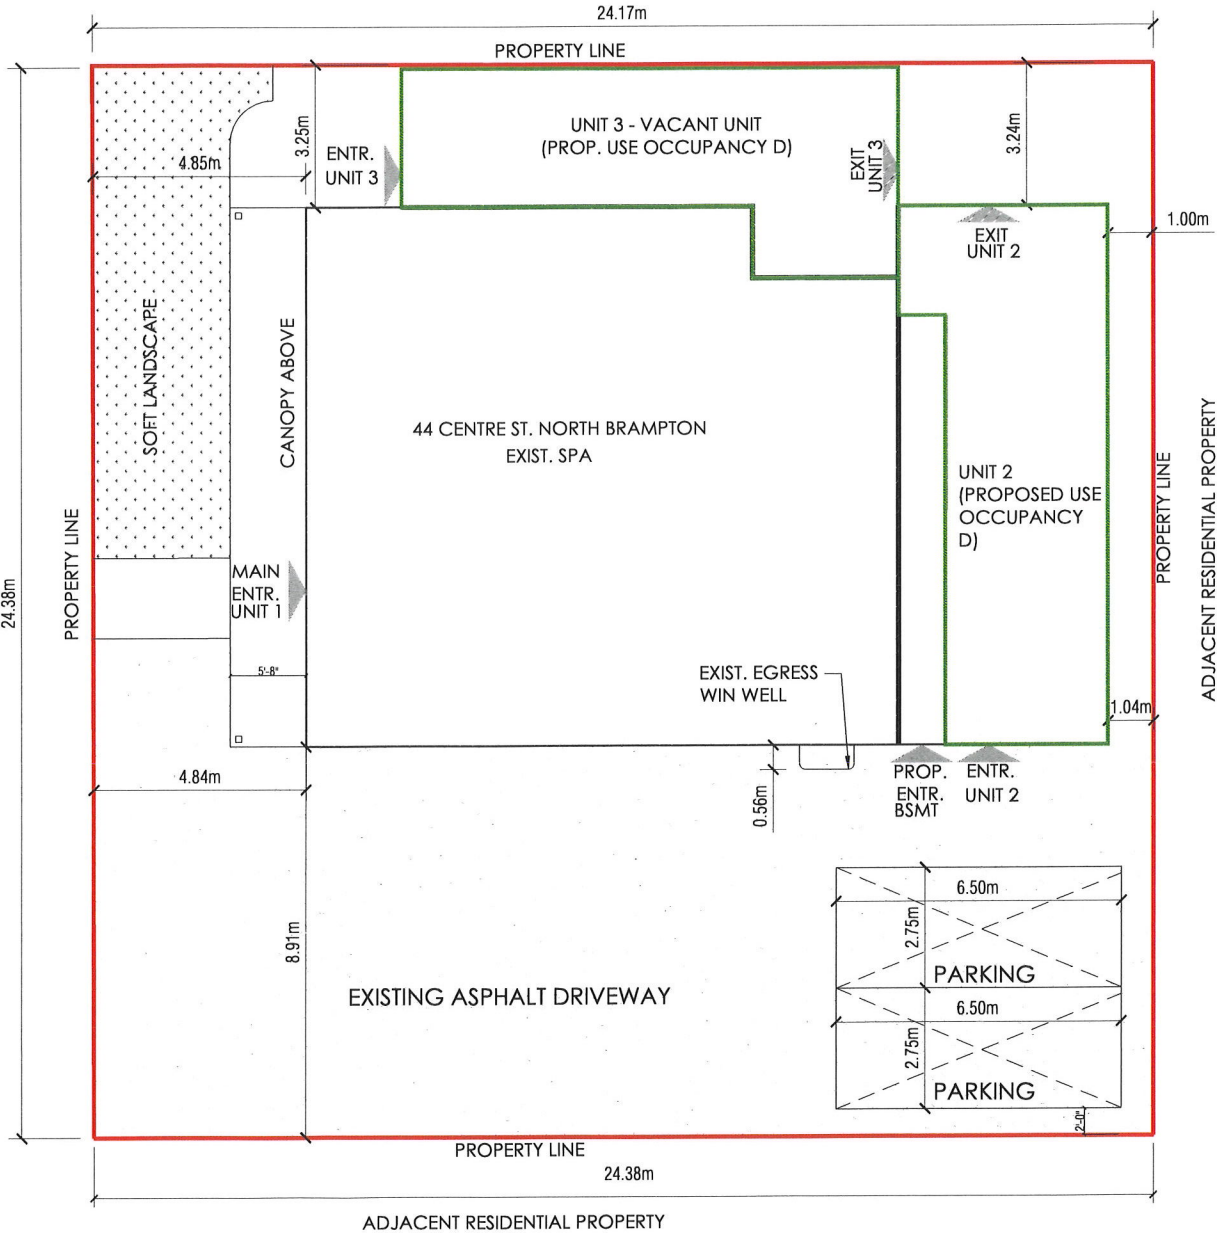 24.17m
PROPERTY LINE
UNIT 3 - VACANT UNIT
(PROP. USE OCCUPANCY D)
3.25m
ENTR.
UNIT 3
EXIT
UNIT 3
3.24m
4.85m
EXIT
UNIT 2
1.00m
SOFT LANDSCAPE
CANOPY ABOVE
44 CENTRE ST. NORTH BRAMPTON
EXIST. SPA
UNIT 2
(PROPOSED USE
OCCUPANCY
D)
PROPERTY LINE
ADJACENT RESIDENTIAL PROPERTY
PROPERTY LINE
24.38m
MAIN
ENTR.
UNIT 1
5'-8"
EXIST. EGRESS
WIN WELL
1.04m
4.84m
0.56m
PROP.
ENTR.
BSMT
ENTR.
UNIT 2
8.91m
6.50m
2.75m
PARKING
EXISTING ASPHALT DRIVEWAY
6.50m
2.75m
PARKING
2'-0"
PROPERTY LINE
24.38m
ADJACENT RESIDENTIAL PROPERTY